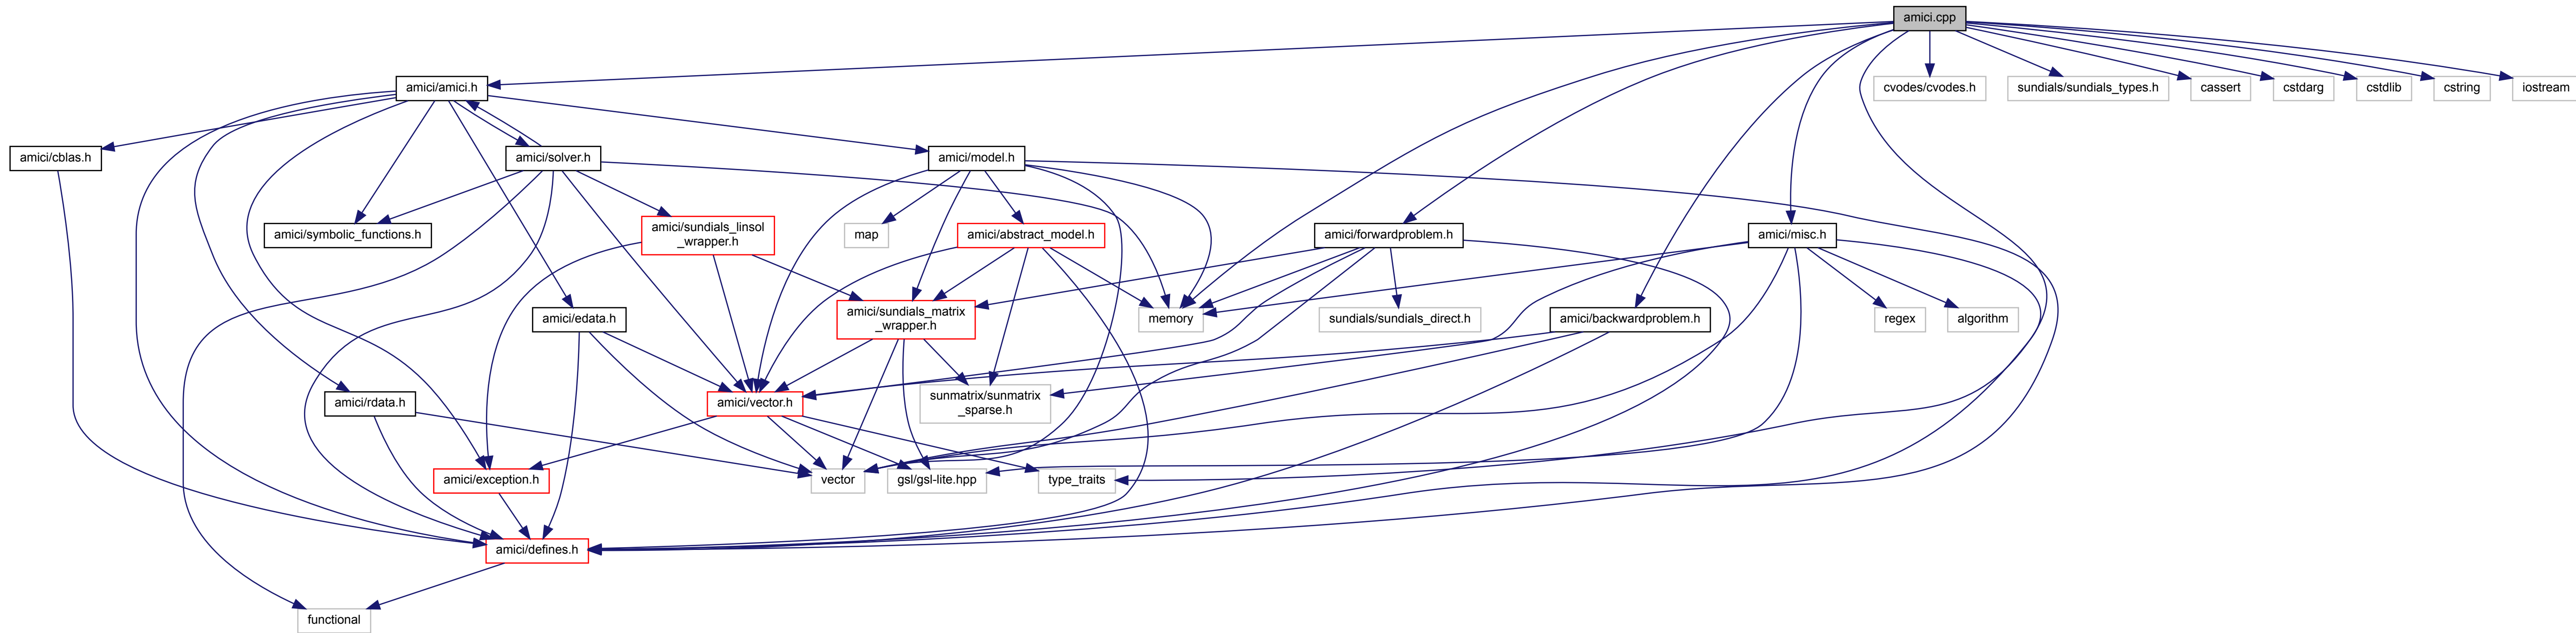 amici.cpp
amici/amici.h
cvodes/cvodes.h
sundials/sundials_types.h
cassert
cstdarg
cstdlib
cstring
iostream
amici/cblas.h
amici/solver.h
amici/model.h
amici/symbolic_functions.h
amici/sundials_linsol
_wrapper.h
map
amici/abstract_model.h
amici/forwardproblem.h
amici/misc.h
amici/edata.h
amici/sundials_matrix
_wrapper.h
memory
sundials/sundials_direct.h
amici/backwardproblem.h
regex
algorithm
amici/rdata.h
amici/vector.h
sunmatrix/sunmatrix
_sparse.h
amici/exception.h
vector
gsl/gsl-lite.hpp
type_traits
amici/defines.h
functional